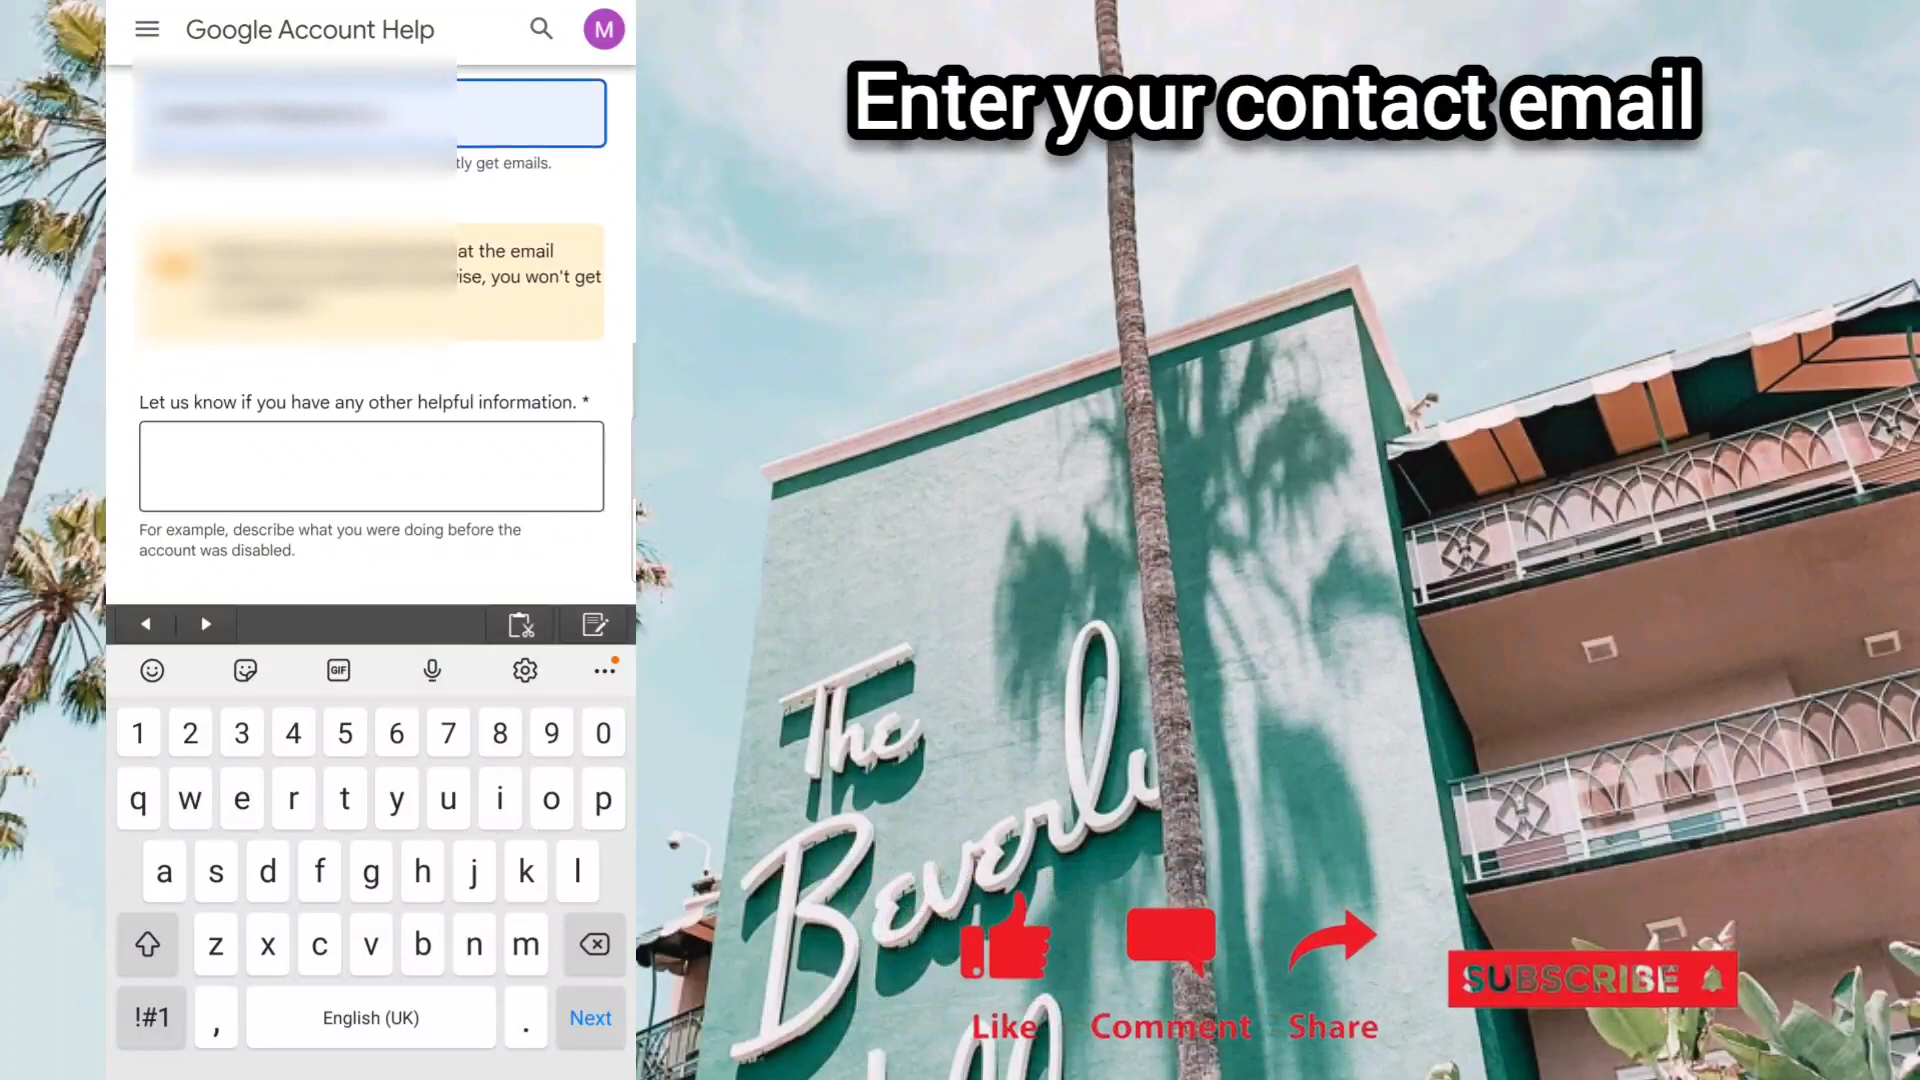 Google Account Help
M
tly get emails.
at the email
ise, you won't get
Let us know if you have any other helpful information. *
For example, describe what you were doing before the
account was disabled.
GIF
1 2 3 4 5 6 7 8 9 0
q w e r t y u i o p
a s d f g h j k l
z x c v b n m
!#1 , English (UK) . Next
Enter your contact email
The
Beverly
Like Comment Share
SUBSCRIBE